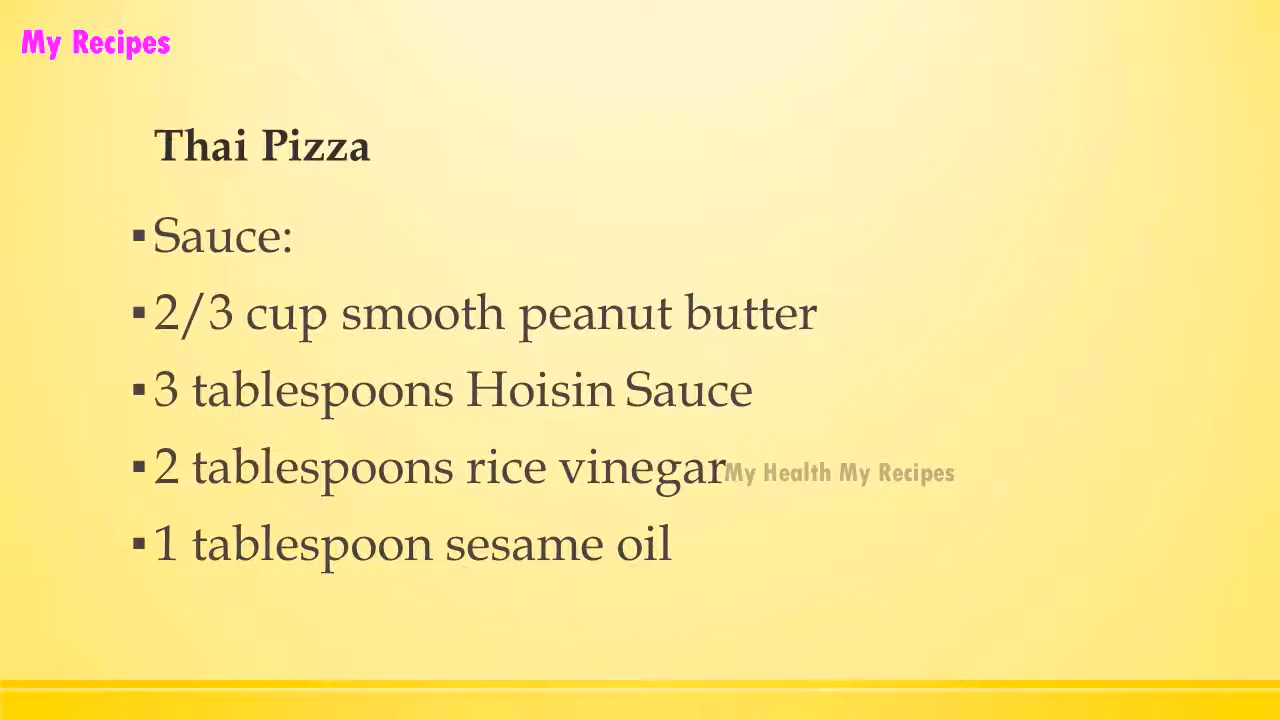 My Recipes
Thai Pizza
▪ Sauce:
▪ 2/3 cup smooth peanut butter
▪ 3 tablespoons Hoisin Sauce
▪ 2 tablespoons rice vinegar
My Health My Recipes
▪ 1 tablespoon sesame oil